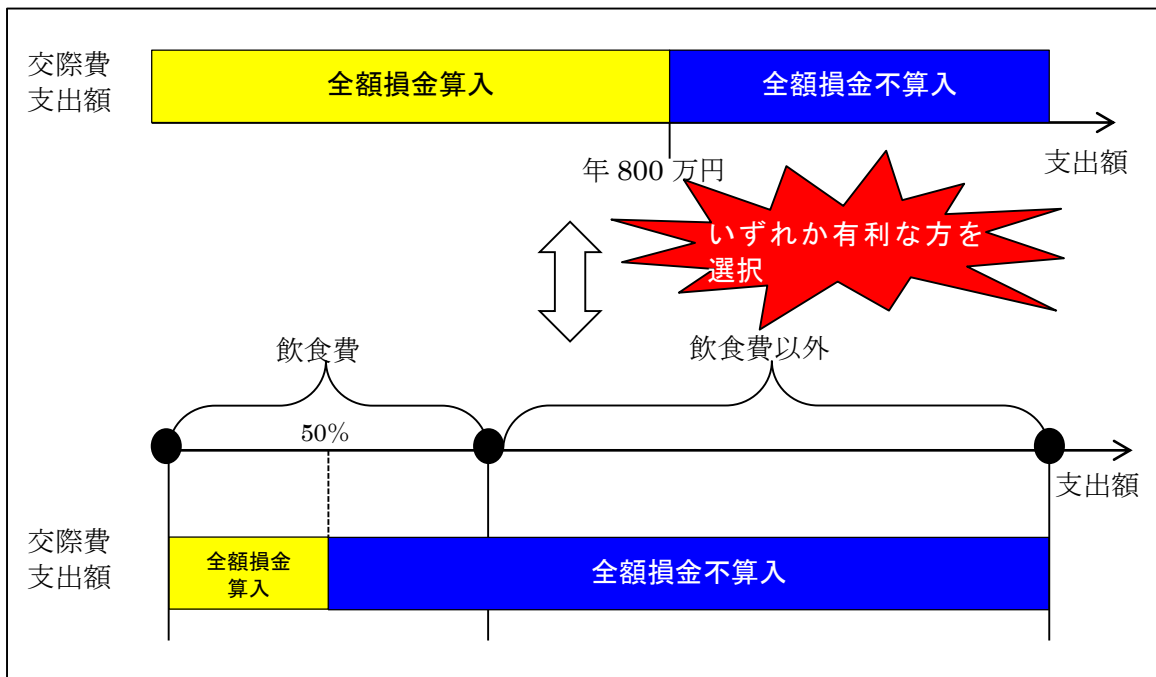 交際費
支出額
全額損金算入
全額損金不算入
支出額
年 800 万円
いずれか有利な方を
選択
飲食費
飲食費以外
50%
支出額
交際費
支出額
全額損金
算入
全額損金不算入